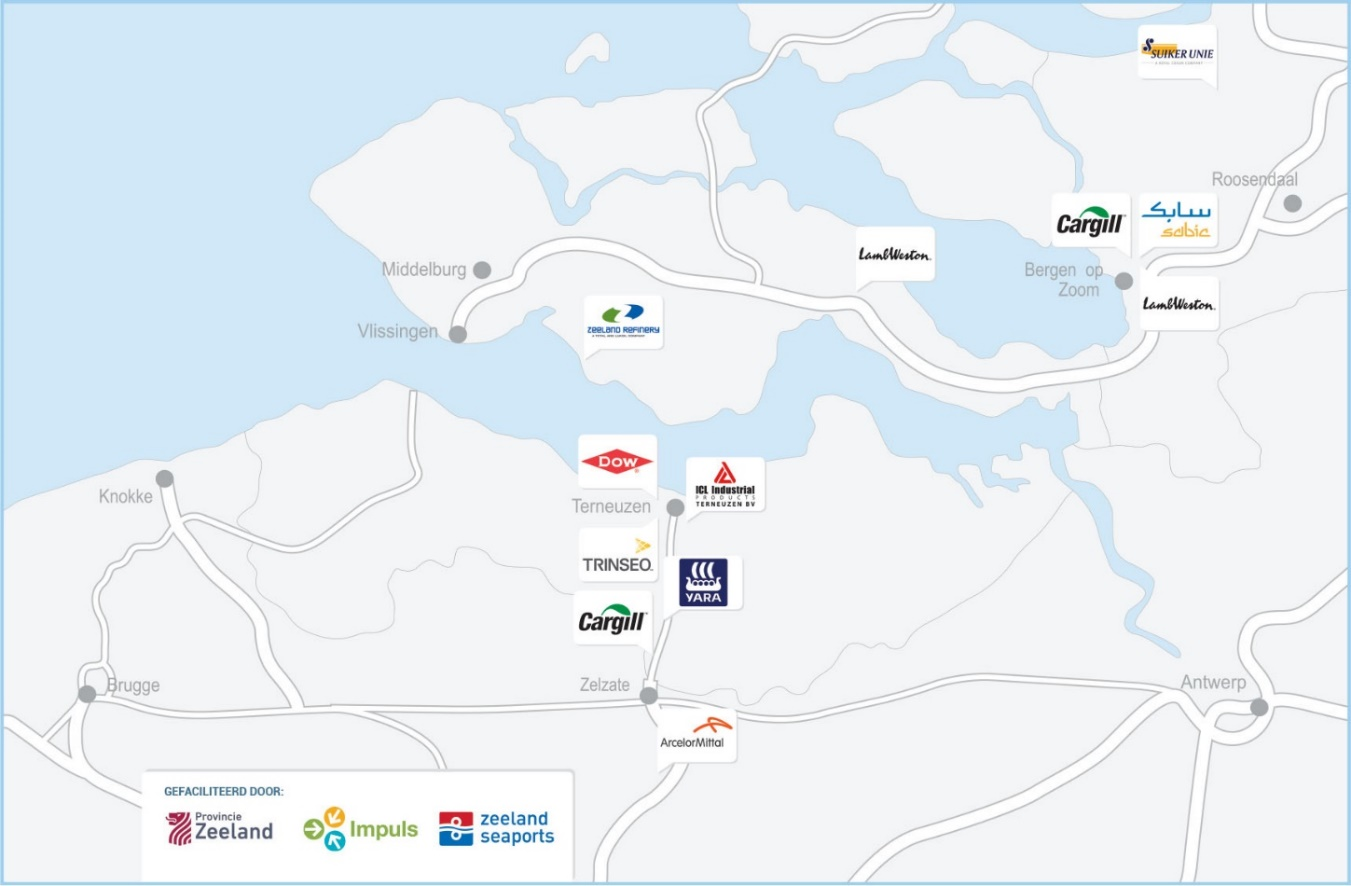 SUIKER UNIE
Roosendaal
Cargill
سابك
sabic
LambWeston
Middelburg
Bergen op
Zoom
LambWeston
Vlissingen
ZEELAND REFINERY
DOW
ICL Industrial
PRODUCTS
TERNEUZEN BV
Knokke
Terneuzen
TRINSEO
YARA
Cargill
Brugge
Zelzate
Antwerp
ArcelorMittal
GEFACILITEERD DOOR:
Provincie
Zeeland
Impuls
zeeland
seaports